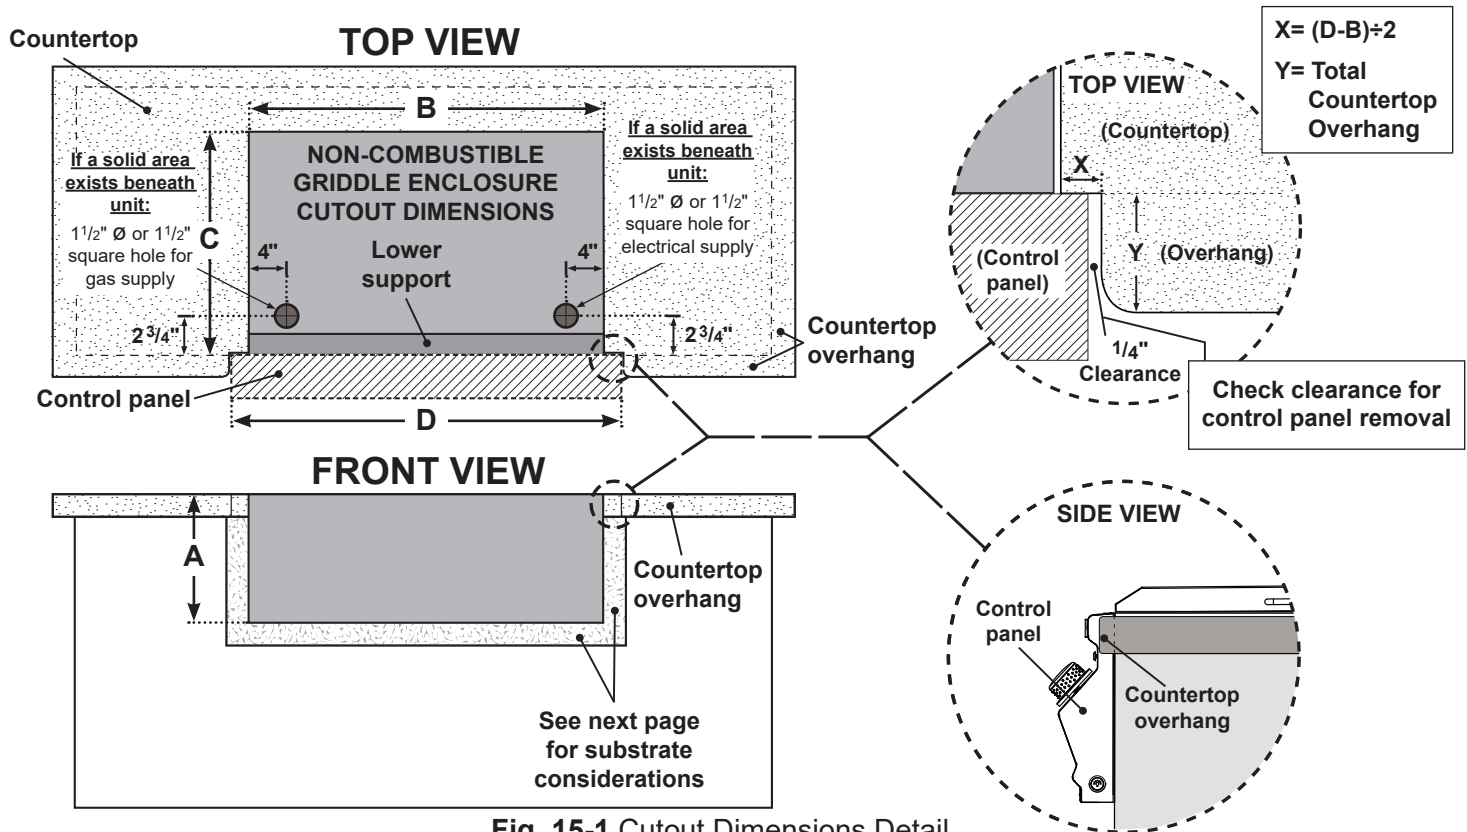 TOP VIEW
Countertop
B
NON-COMBUSTIBLE
GRIDDLE ENCLOSURE
CUTOUT DIMENSIONS
If a solid area
exists beneath
unit:
1 1/2" Ø or 1 1/2"
square hole for
gas supply
C
4"
Lower
support
4"
If a solid area
exists beneath
unit:
1 1/2" Ø or 1 1/2"
square hole for
electrical supply
2 3/4"
2 3/4"
Countertop
overhang
Control panel
D
FRONT VIEW
A
Countertop
overhang
See next page
for substrate
considerations
TOP VIEW
(Countertop)
X
(Control
panel)
Y (Overhang)
1/4"
Clearance
X= (D-B)÷2
Y= Total
Countertop
Overhang
Check clearance for
control panel removal
SIDE VIEW
Control
panel
Countertop
overhang
Fig. 15-1 Cutout Dimensions Detail